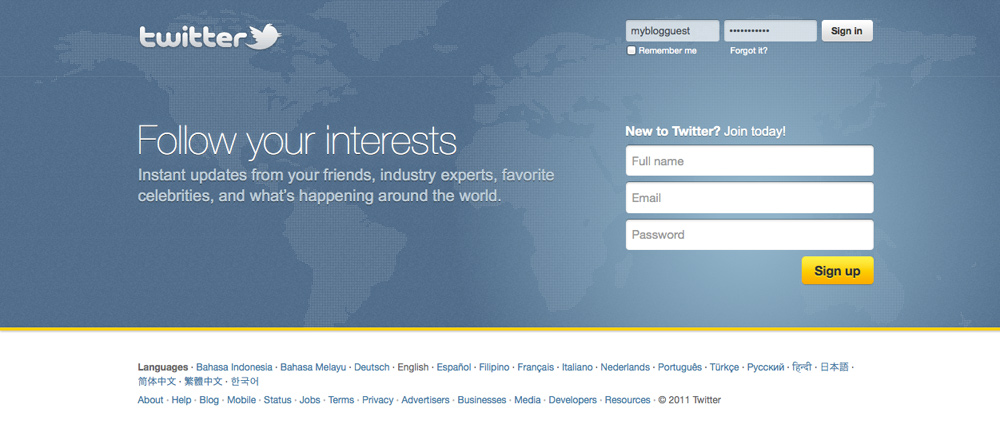 twitter
myblogguest
•••••••••••
Sign in
Remember me
Forgot it?
Follow your interests
Instant updates from your friends, industry experts, favorite
celebrities, and what's happening around the world.
New to Twitter? Join today!
Full name
Email
Password
Sign up
Languages · Bahasa Indonesia · Bahasa Melayu · Deutsch · English · Español · Filipino · Français · Italiano · Nederlands · Português · Türkçe · Русский · हिन्दी · 日本語 ·
简体中文 · 繁體中文 · 한국어
About · Help · Blog · Mobile · Status · Jobs · Terms · Privacy · Advertisers · Businesses · Media · Developers · Resources · © 2011 Twitter